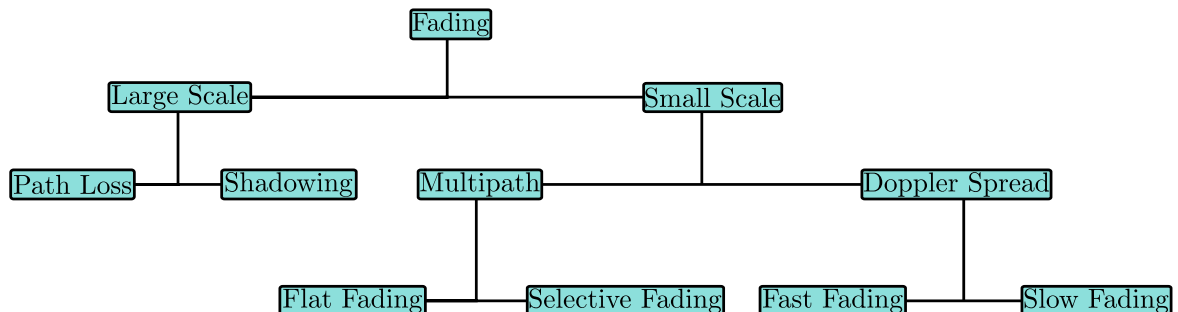 Fading
Large Scale
Small Scale
Path Loss
Shadowing
Multipath
Doppler Spread
Flat Fading
Selective Fading
Fast Fading
Slow Fading